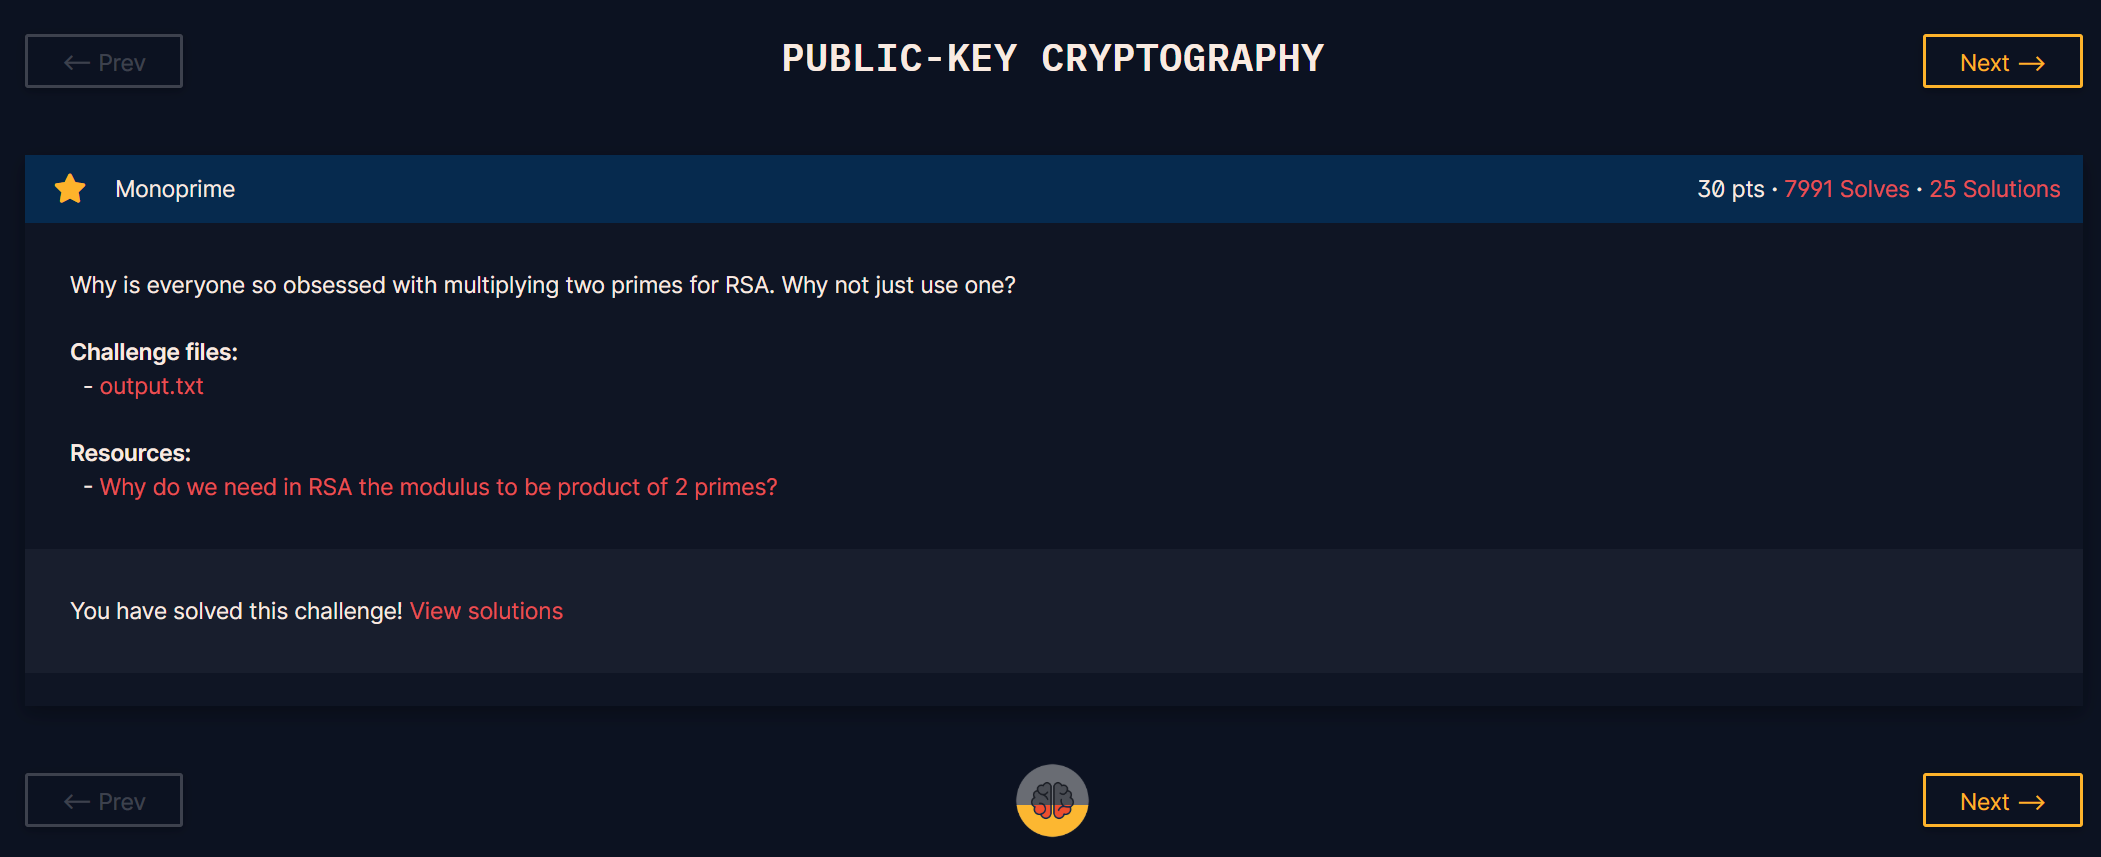 ← Prev
PUBLIC-KEY CRYPTOGRAPHY
Next →
Monoprime
30 pts · 7991 Solves · 25 Solutions
Why is everyone so obsessed with multiplying two primes for RSA. Why not just use one?
Challenge files:
- output.txt
Resources:
- Why do we need in RSA the modulus to be product of 2 primes?
You have solved this challenge! View solutions
← Prev
Next →